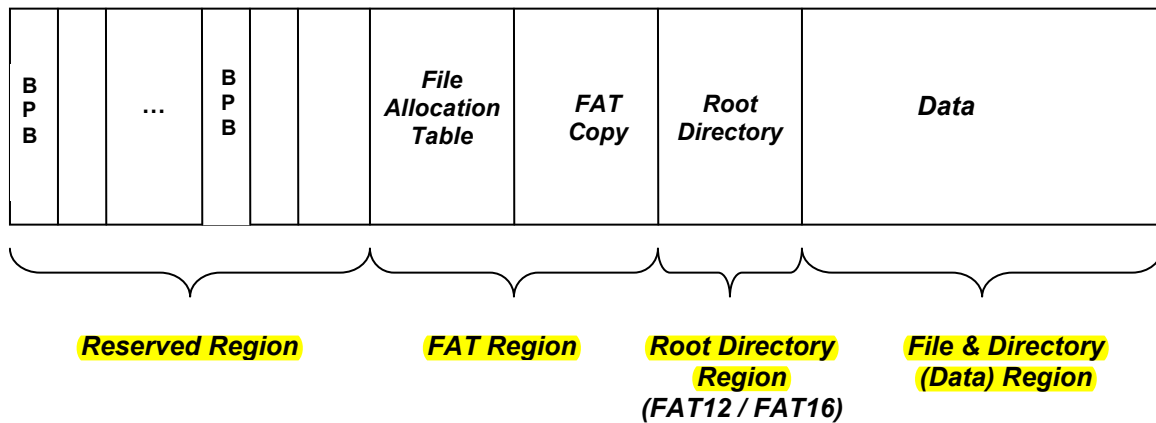 B
P
B
...
B
P
B
File
Allocation
Table
FAT
Copy
Root
Directory
Data
Reserved Region
FAT Region
Root Directory
Region
(FAT12 / FAT16)
File & Directory
(Data) Region